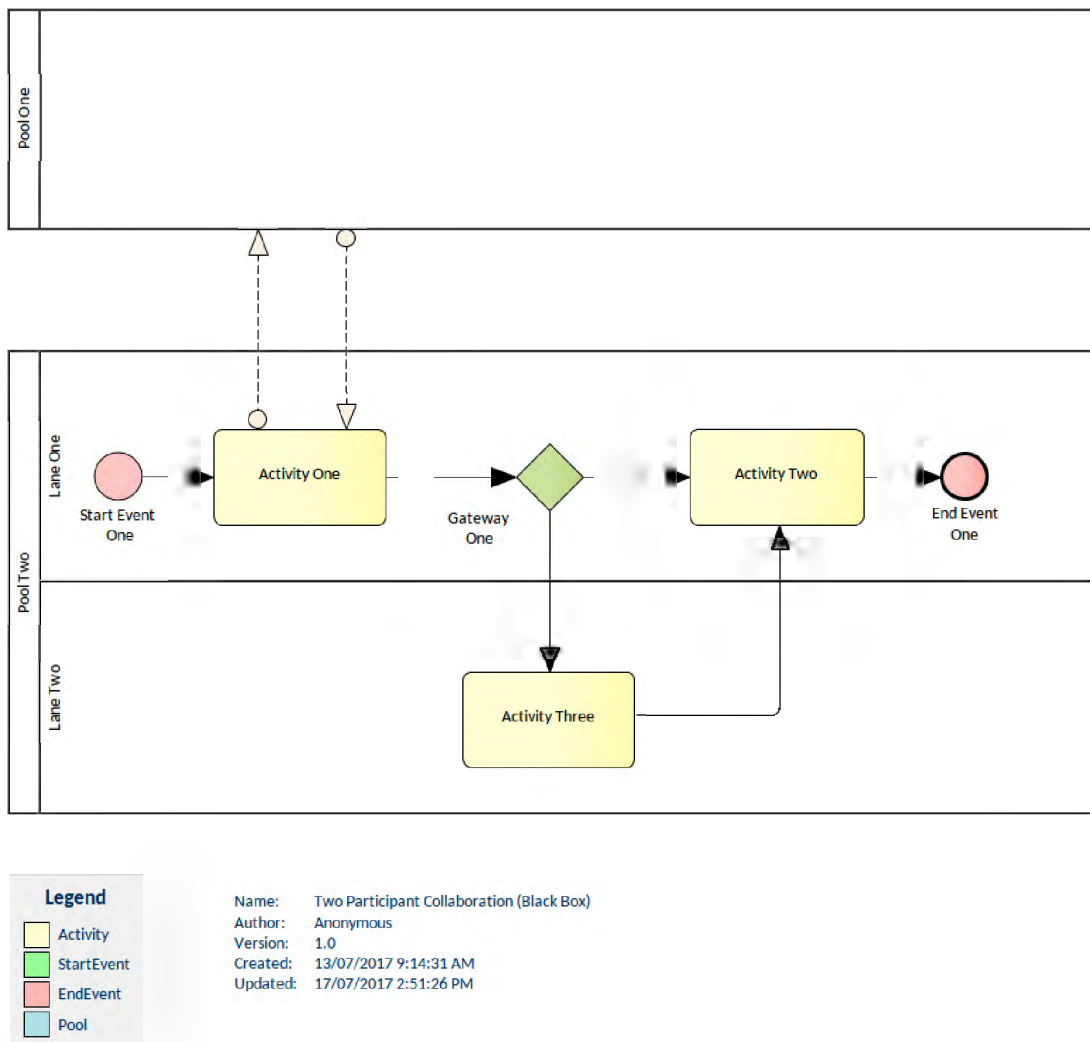 Pool One
Pool Two
Lane One
Start Event
One
Activity One
Gateway
One
Activity Two
End Event
One
Lane Two
Activity Three
Legend
Activity
StartEvent
EndEvent
Pool
Name: Two Participant Collaboration (Black Box)
Author: Anonymous
Version: 1.0
Created: 13/07/2017 9:14:31 AM
Updated: 17/07/2017 2:51:26 PM